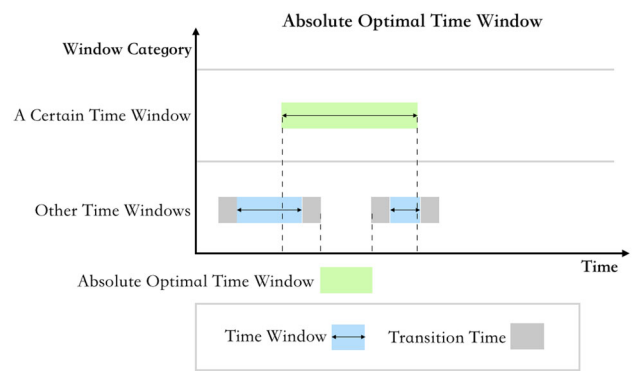 Absolute Optimal Time Window
Window Category
A Certain Time Window
Other Time Windows
Time
Absolute Optimal Time Window
Time Window
Transition Time